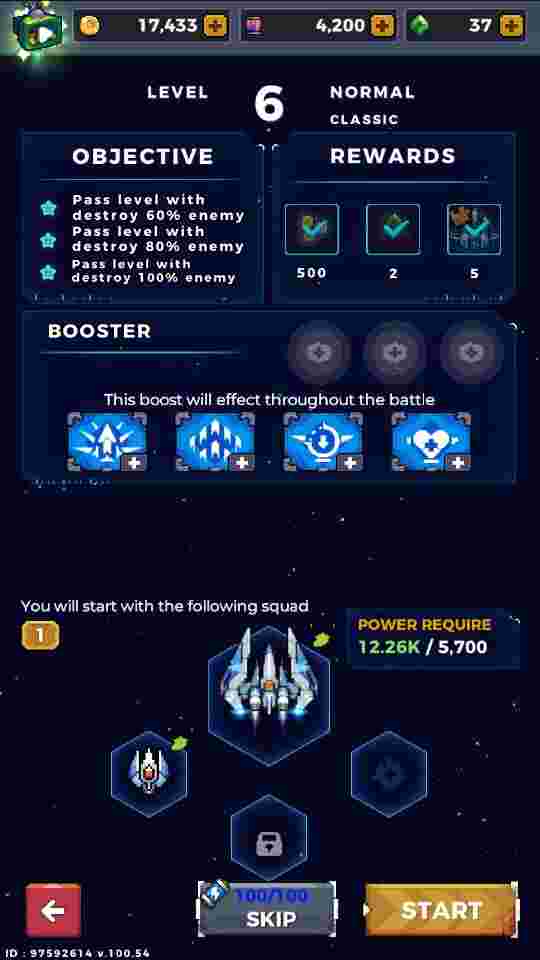 17,433
4,200
37
LEVEL
6
NORMAL
CLASSIC
OBJECTIVE
Pass level with
destroy 60% enemy
Pass level with
destroy 80% enemy
Pass level with
destroy 100% enemy
REWARDS
500
2
5
BOOSTER
This boost will effect throughout the battle
You will start with the following squad
1
POWER REQUIRE
12.26K / 5,700
100/100
SKIP
START
ID : 97592614 v.100.54